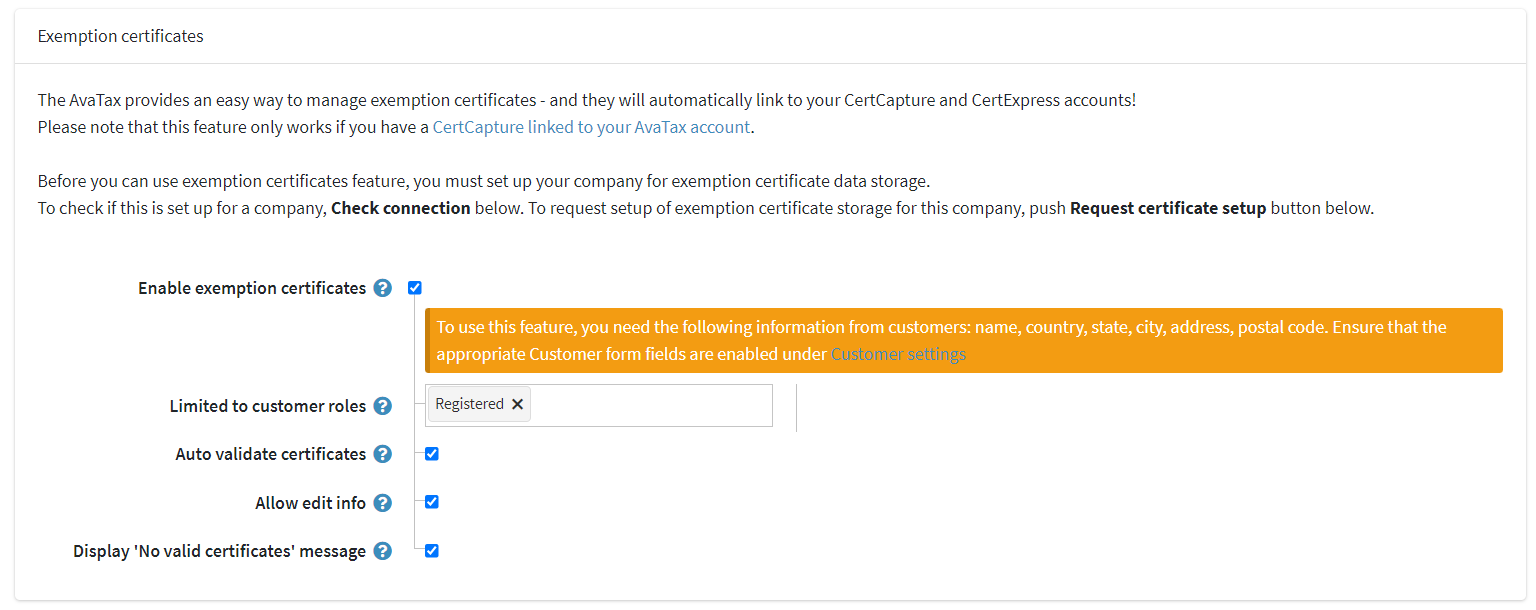 Exemption certificates
The AvaTax provides an easy way to manage exemption certificates - and they will automatically link to your CertCapture and CertExpress accounts!
Please note that this feature only works if you have a CertCapture linked to your AvaTax account.
Before you can use exemption certificates feature, you must set up your company for exemption certificate data storage.
To check if this is set up for a company, Check connection below. To request setup of exemption certificate storage for this company, push Request certificate setup button below.
Enable exemption certificates ?
To use this feature, you need the following information from customers: name, country, state, city, address, postal code. Ensure that the
appropriate Customer form fields are enabled under Customer settings
Limited to customer roles ? Registered ×
Auto validate certificates ?
Allow edit info ?
Display 'No valid certificates' message ?